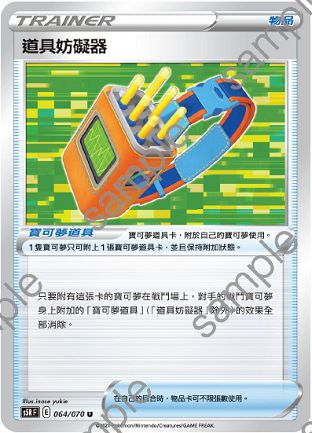 TRAINER 物品
道具妨礙器
寶可夢道具 寶可夢道具卡,附於自己的寶可夢使用。
1隻寶可夢只可附上1張寶可夢道具卡,並且保持附加狀態。
只要附有這張卡的寶可夢在戰鬥場上,對手的戰鬥寶可夢
身上附加的「寶可夢道具」(「道具妨礙器」除外)的效果全
部消除。
Illus. inose yukie
S5R F E 064/070 U
在自己的回合時,物品卡可不限張數使用。
©2021 Pokémon/Nintendo/Creatures/GAME FREAK.
sample
sample
sample
sample